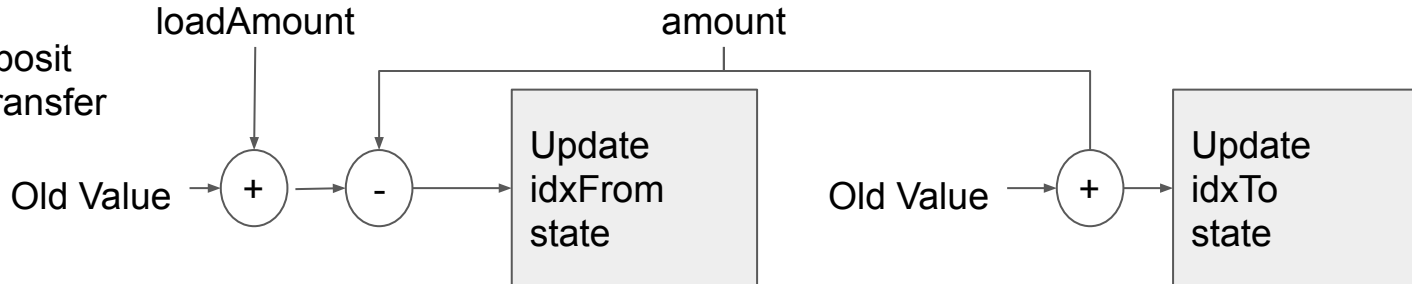 loadAmount
amount
posit
ransfer
Old Value
+
-
Update
idxFrom
state
Old Value
+
Update
idxTo
state